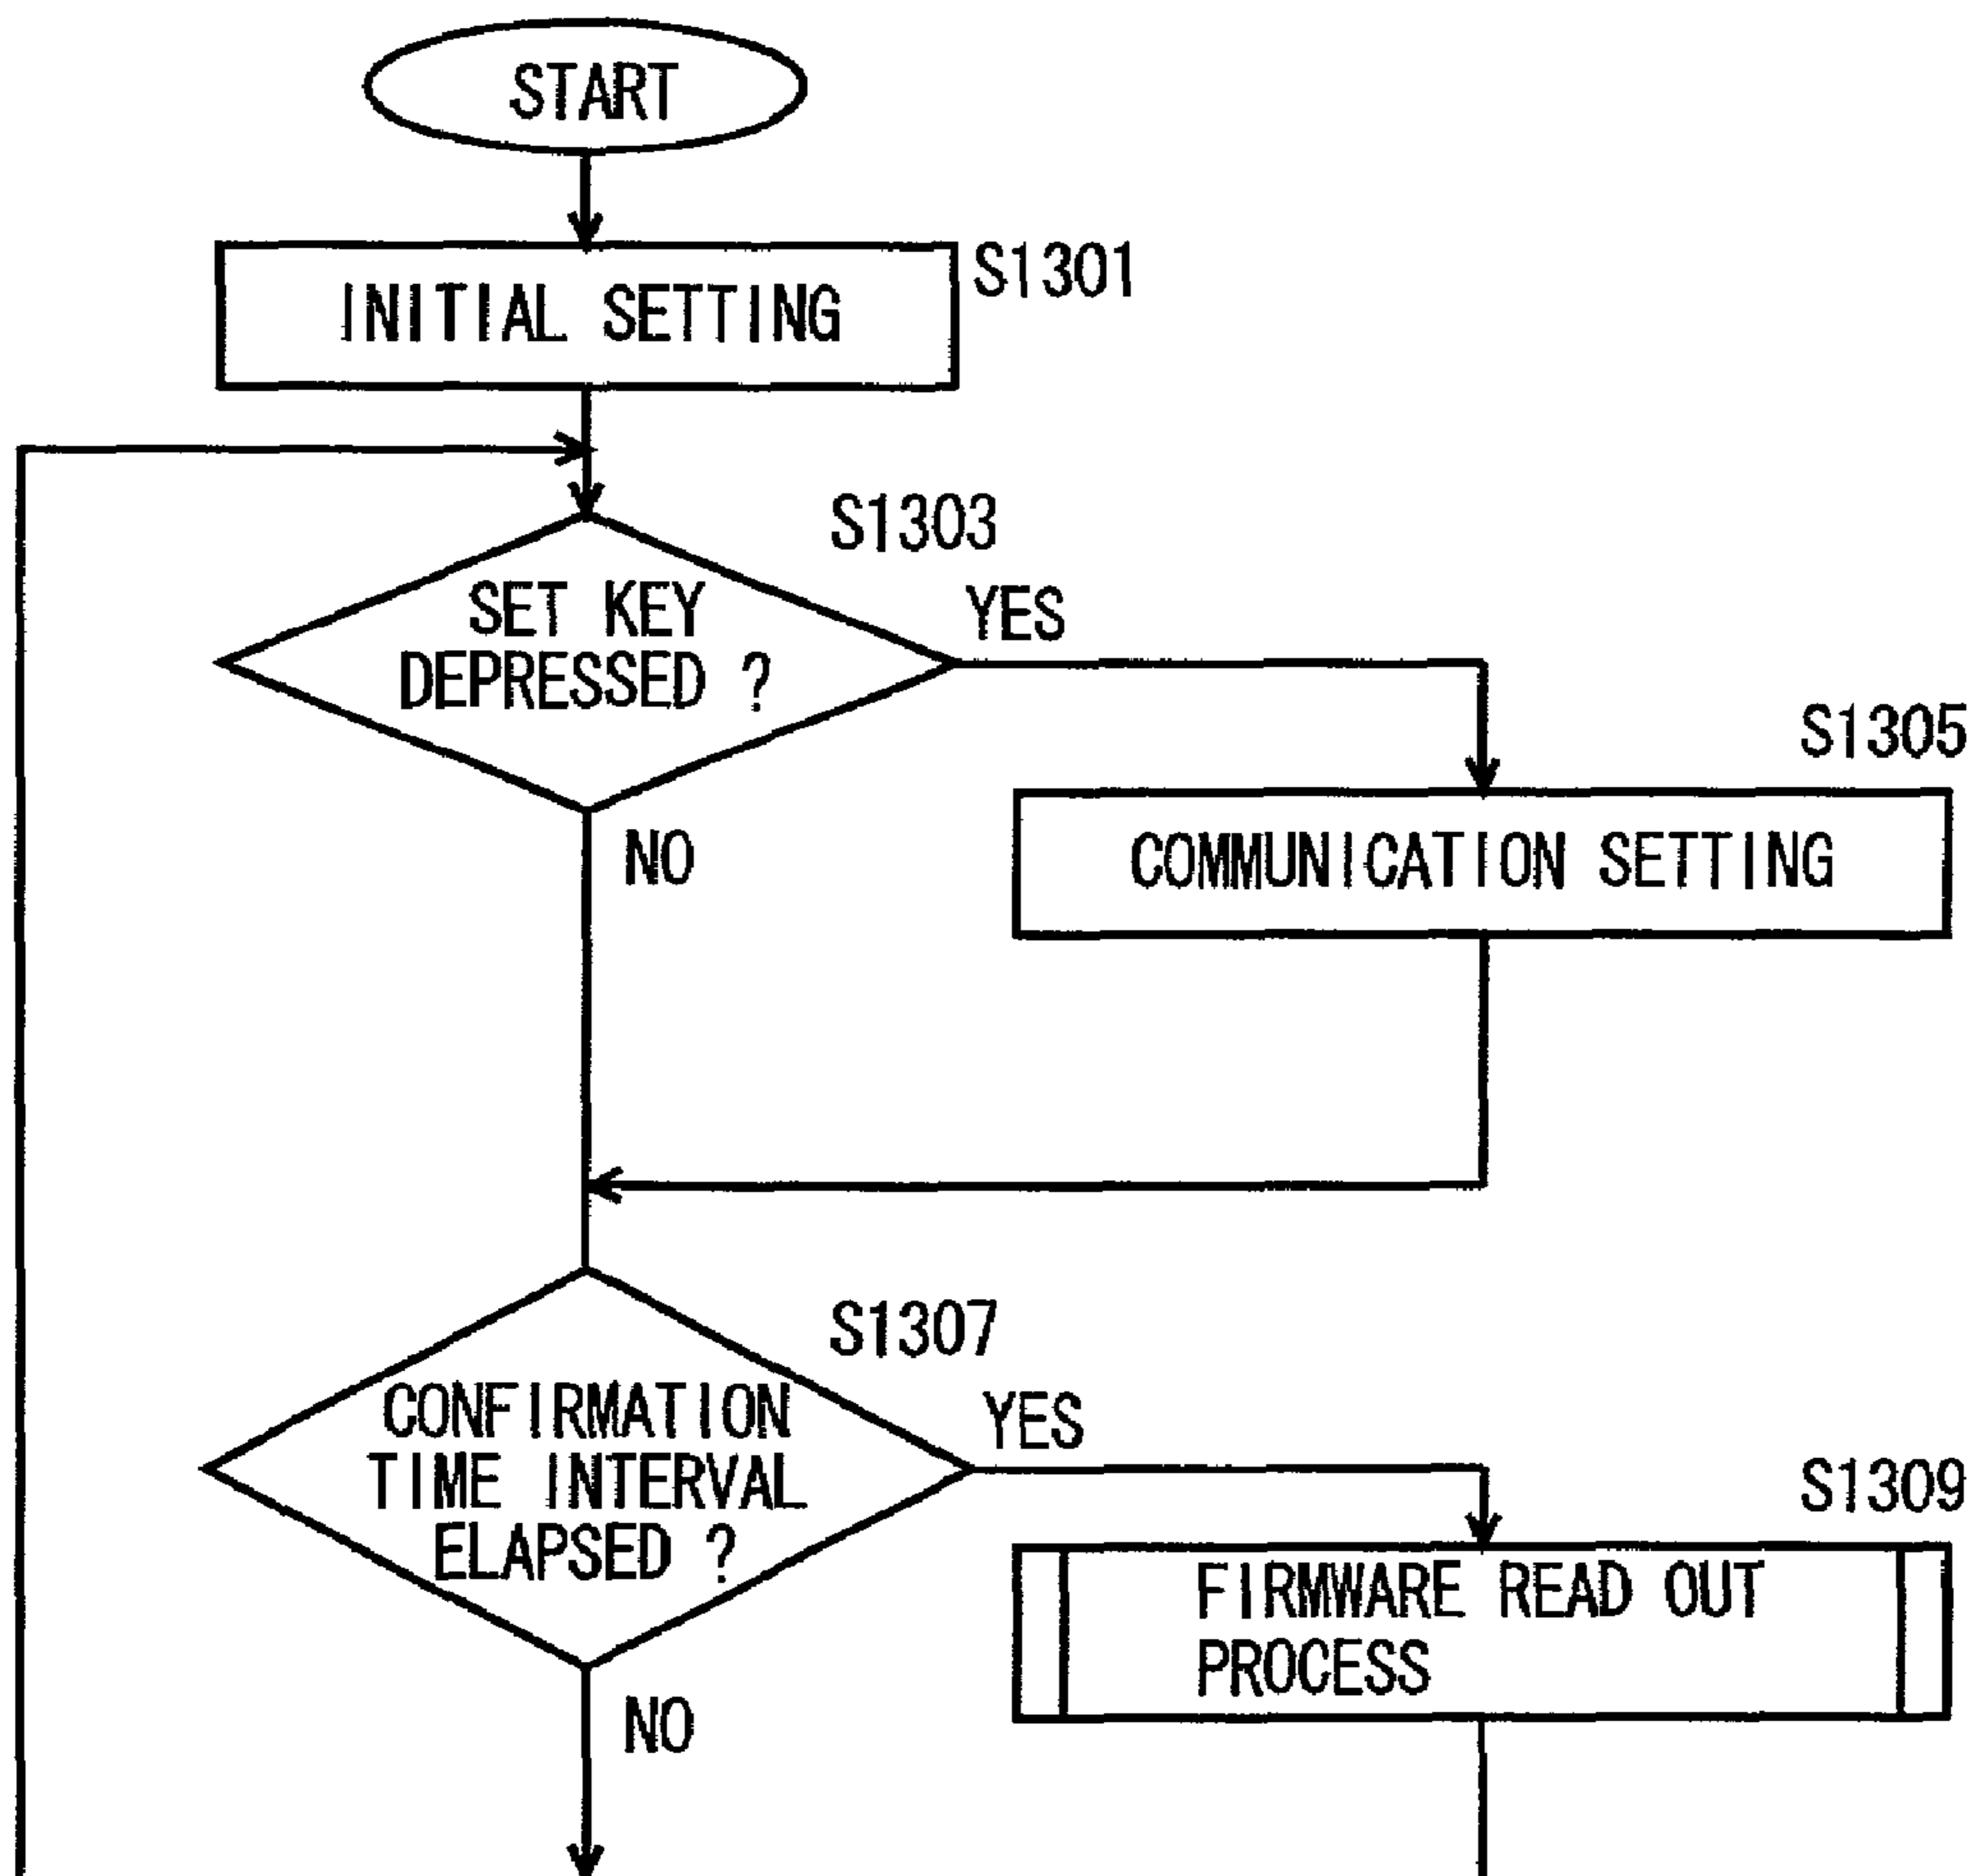 START
S1301
INITIAL SETTING
S1303
SET KEY
DEPRESSED ?
YES
NO
S1305
COMMUNICATION SETTING
S1307
CONFIRMATION
TIME INTERVAL
ELAPSED ?
YES
NO
S1309
FIRMWARE READ OUT
PROCESS